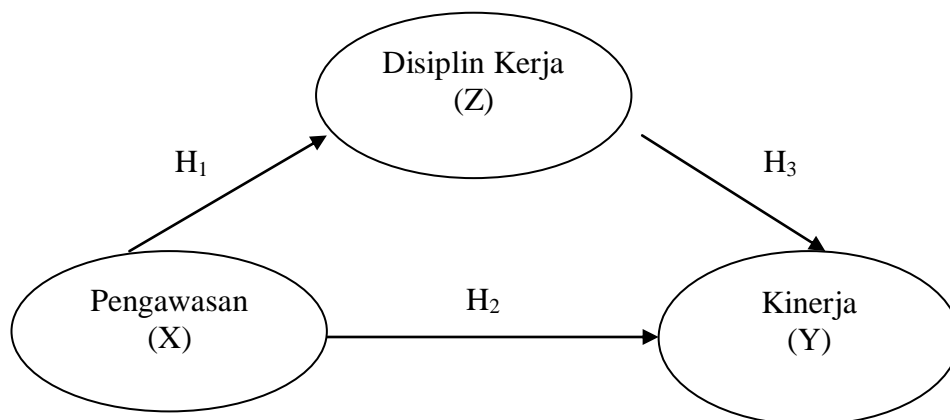 Disiplin Kerja
(Z)
H₁
H₃
Pengawasan
(X)
H₂
Kinerja
(Y)